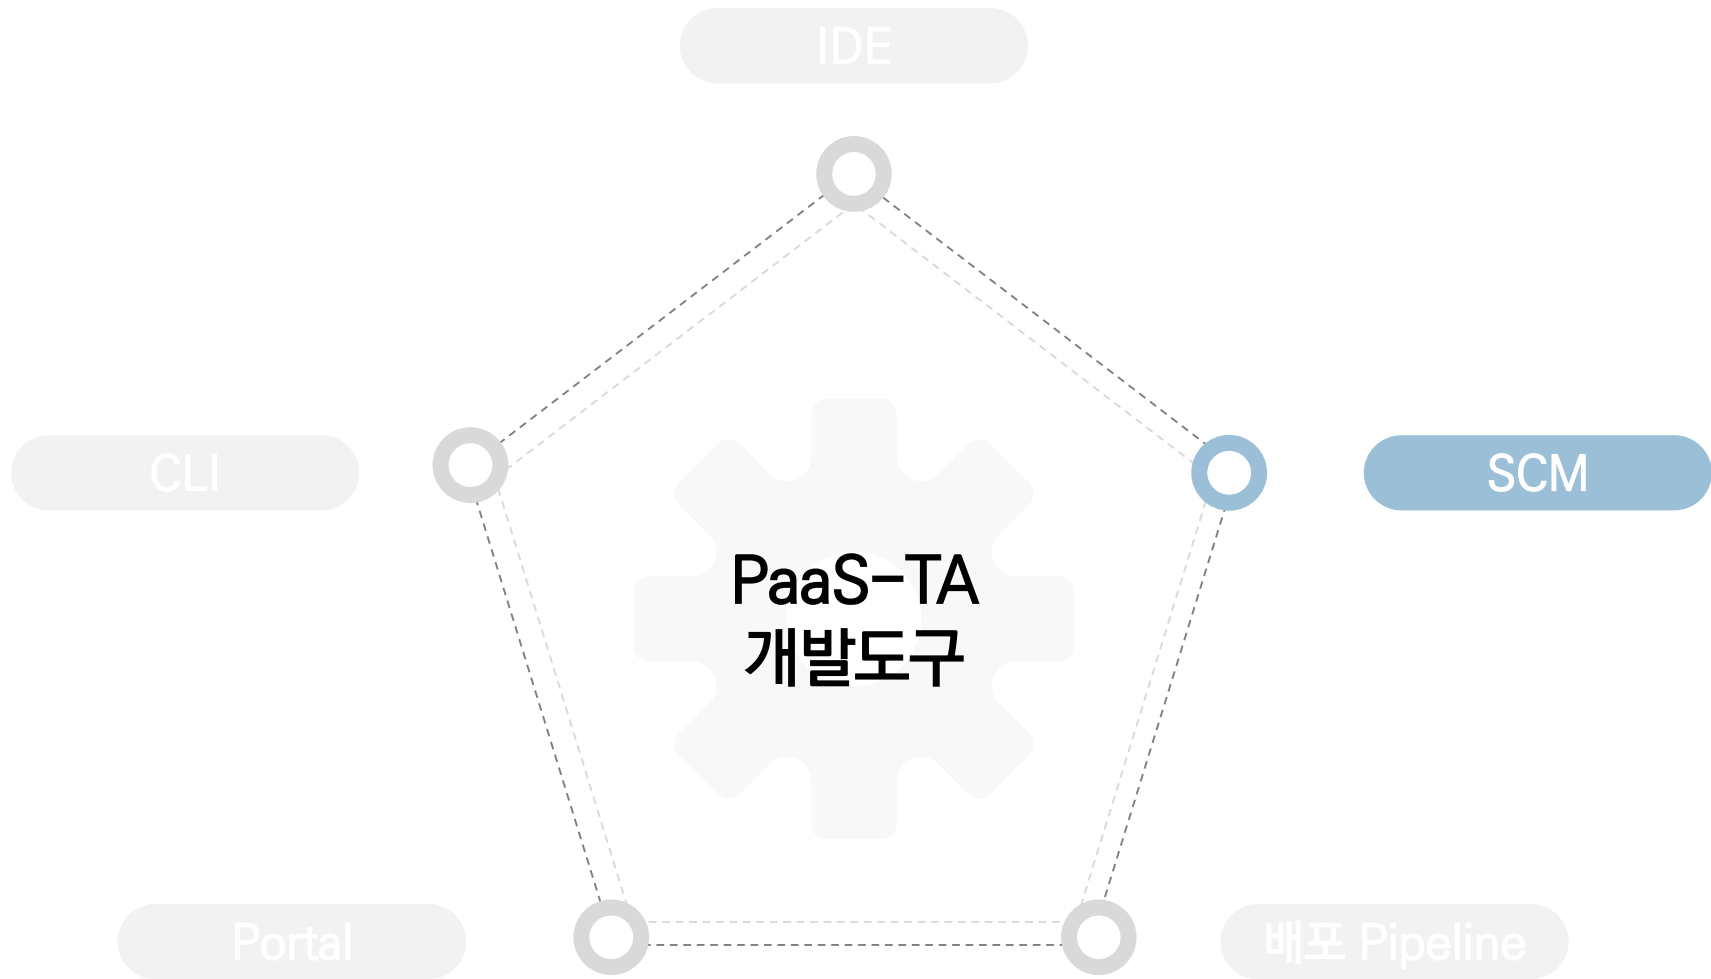 IDE
CLI
SCM
PaaS-TA
개발도구
Portal
배포 Pipeline